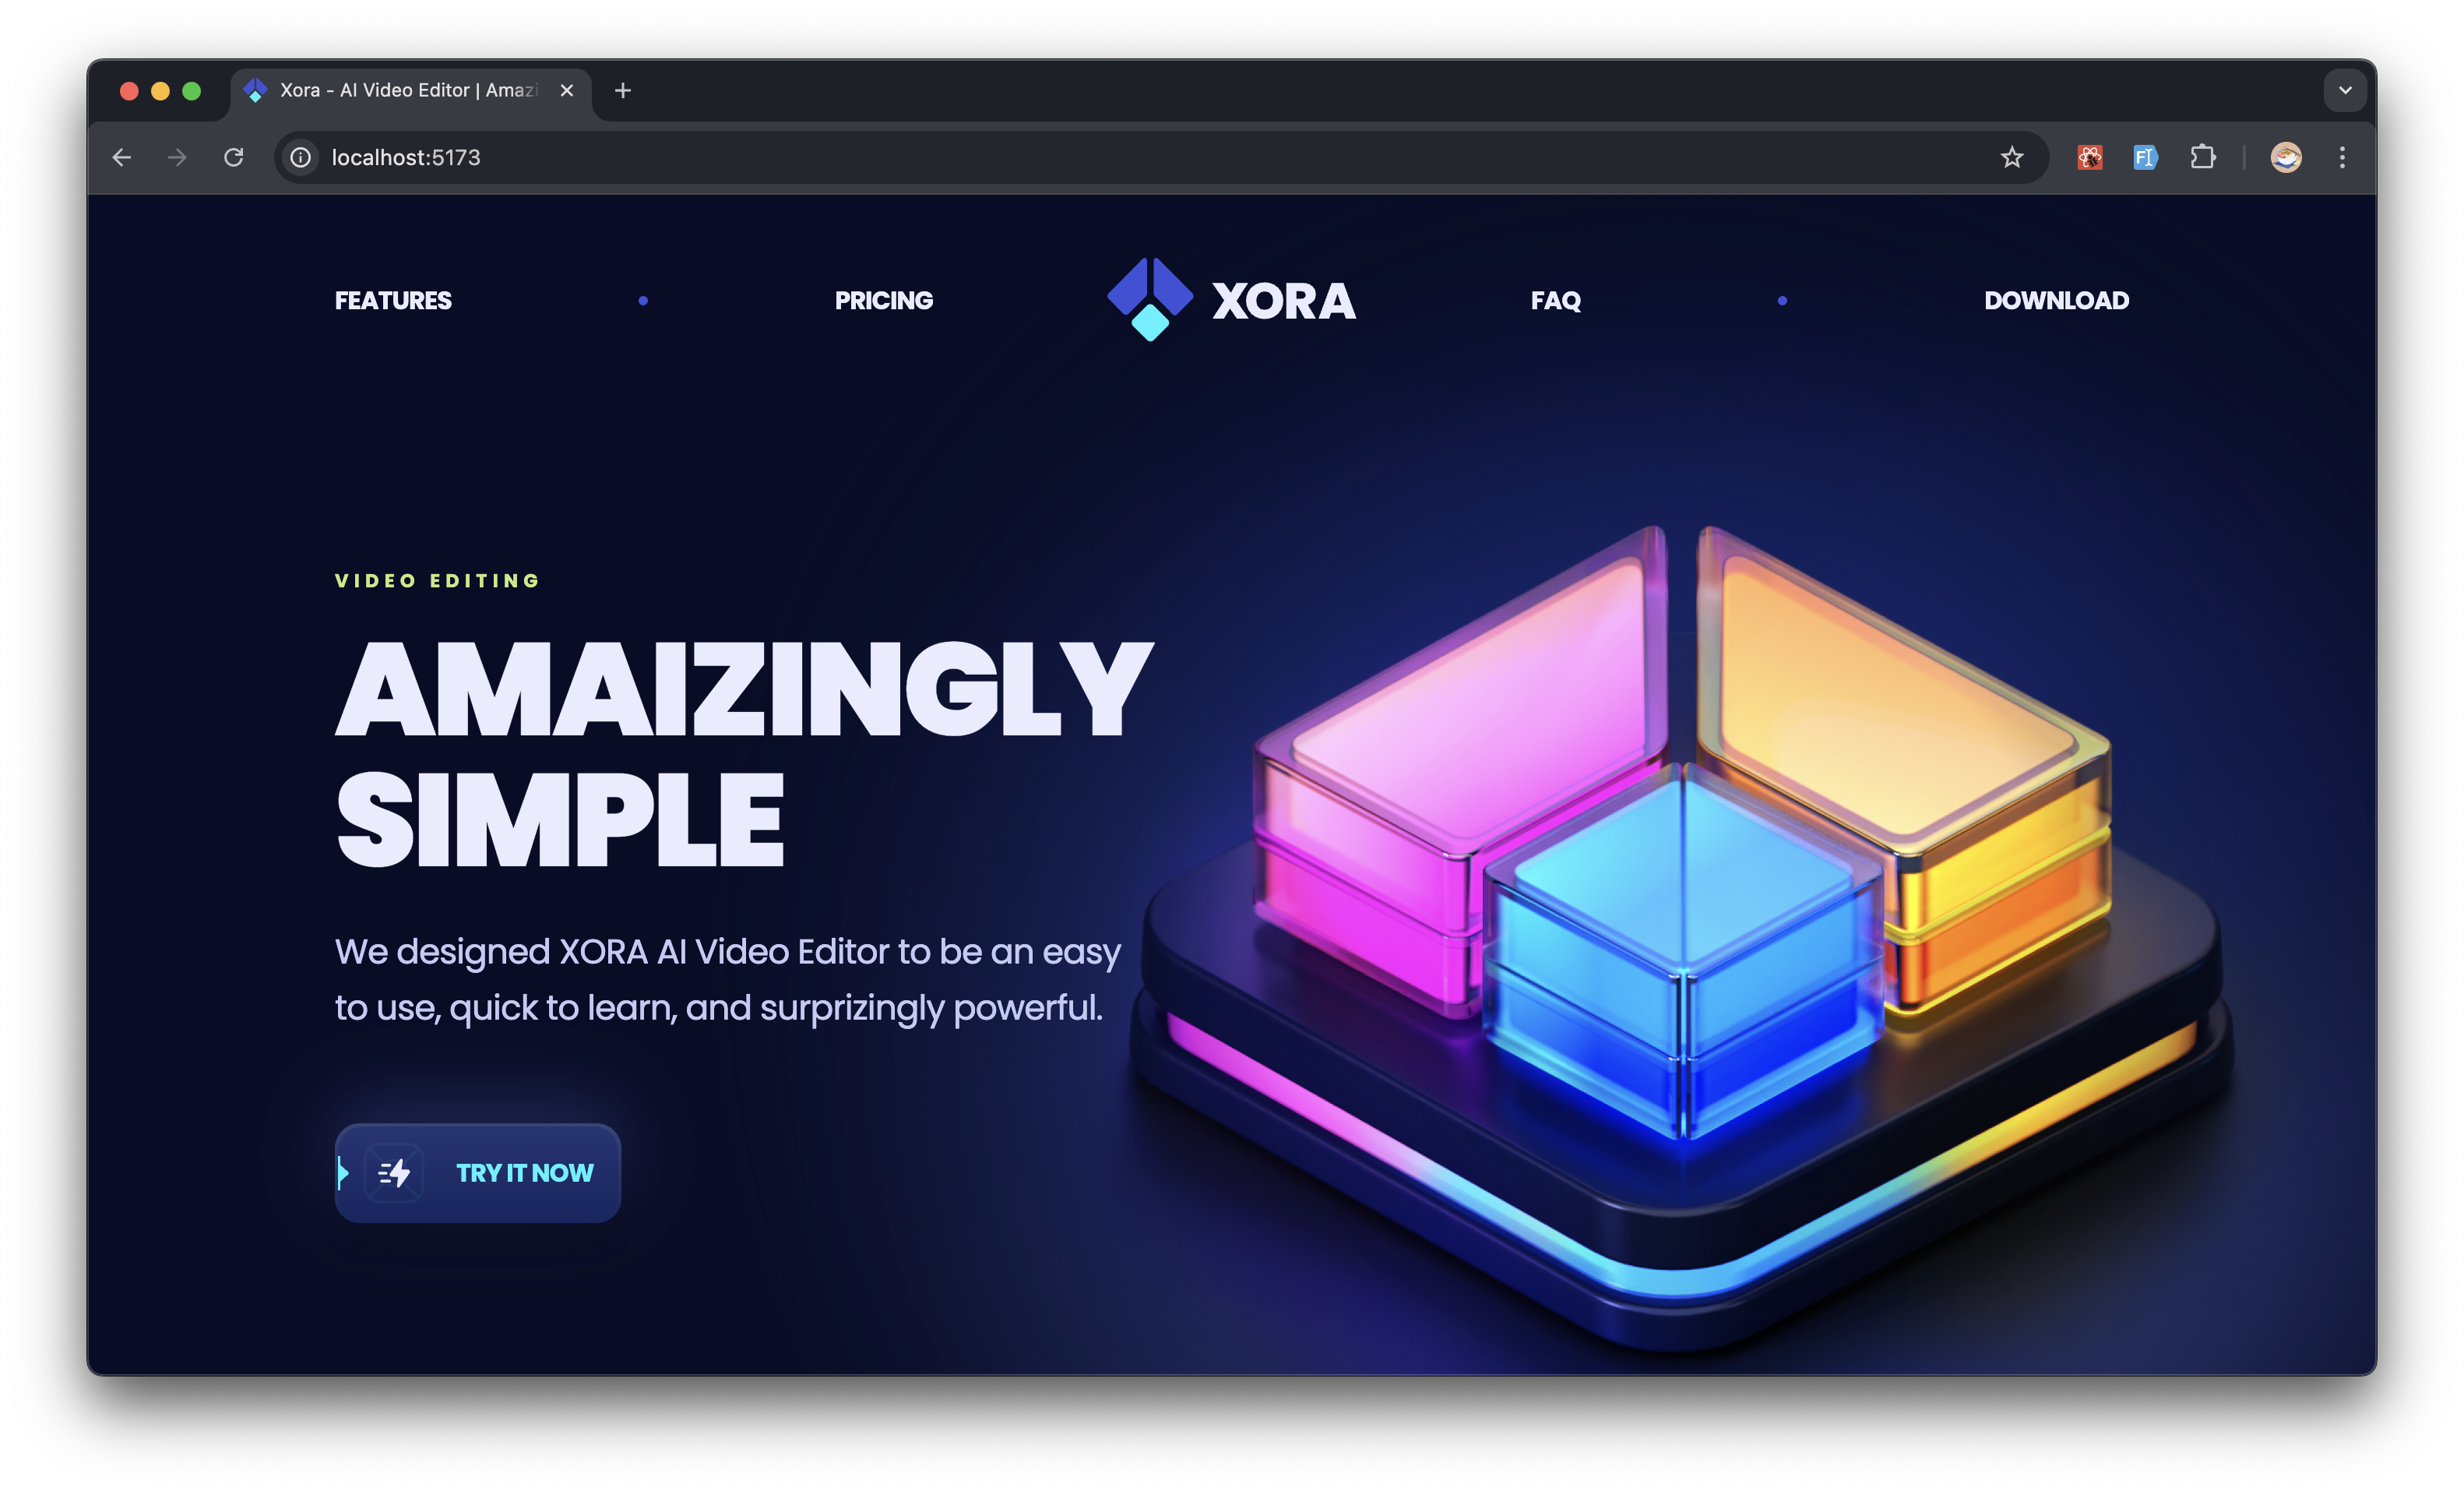 Xora - AI Video Editor | Amazi
localhost:5173
FEATURES
PRICING
XORA
FAQ
DOWNLOAD
VIDEO EDITING
AMAIZINGLY
SIMPLE
We designed XORA AI Video Editor to be an easy
to use, quick to learn, and surprizingly powerful.
TRY IT NOW